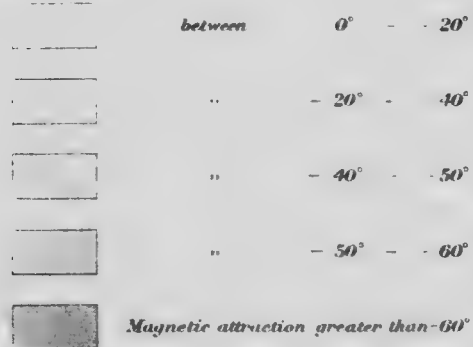 between 0° - - 20°
" - 20° - 40°
" - 40° - - 50°
" - 50° - - 60°
Magnetic attraction greater than - 60°